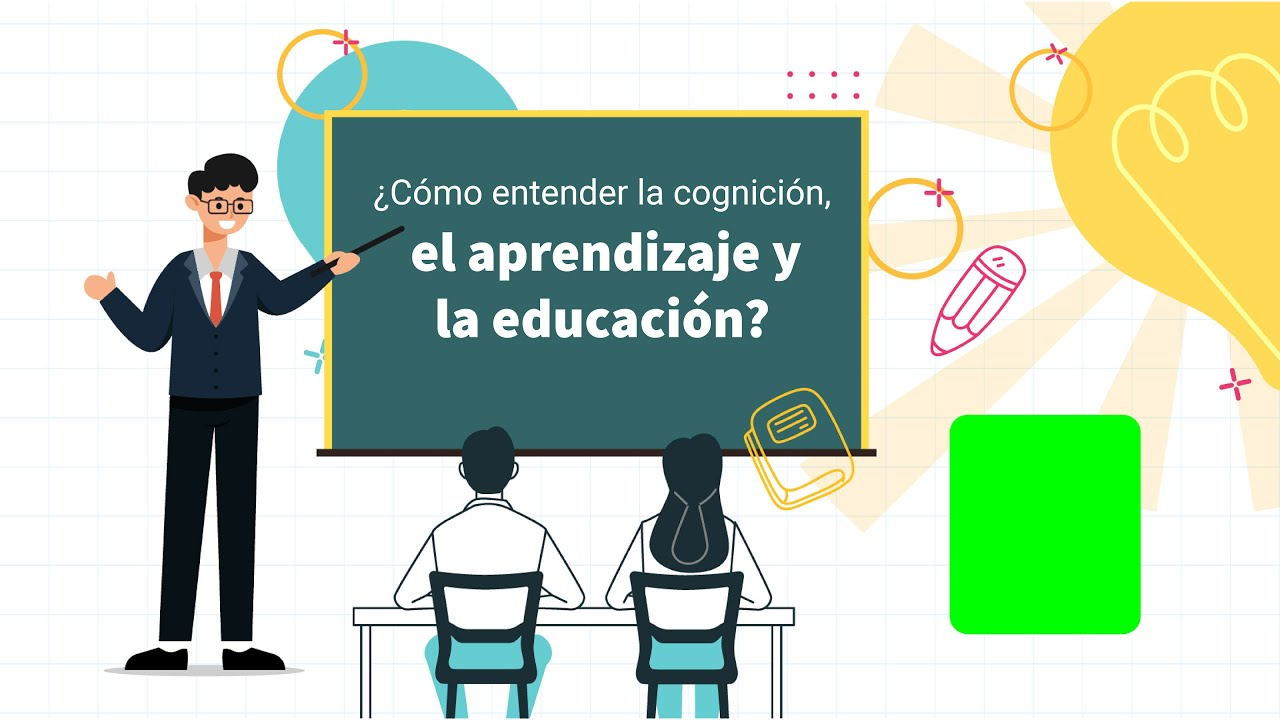 ¿Cómo entender la cognición,
el aprendizaje y
la educación?